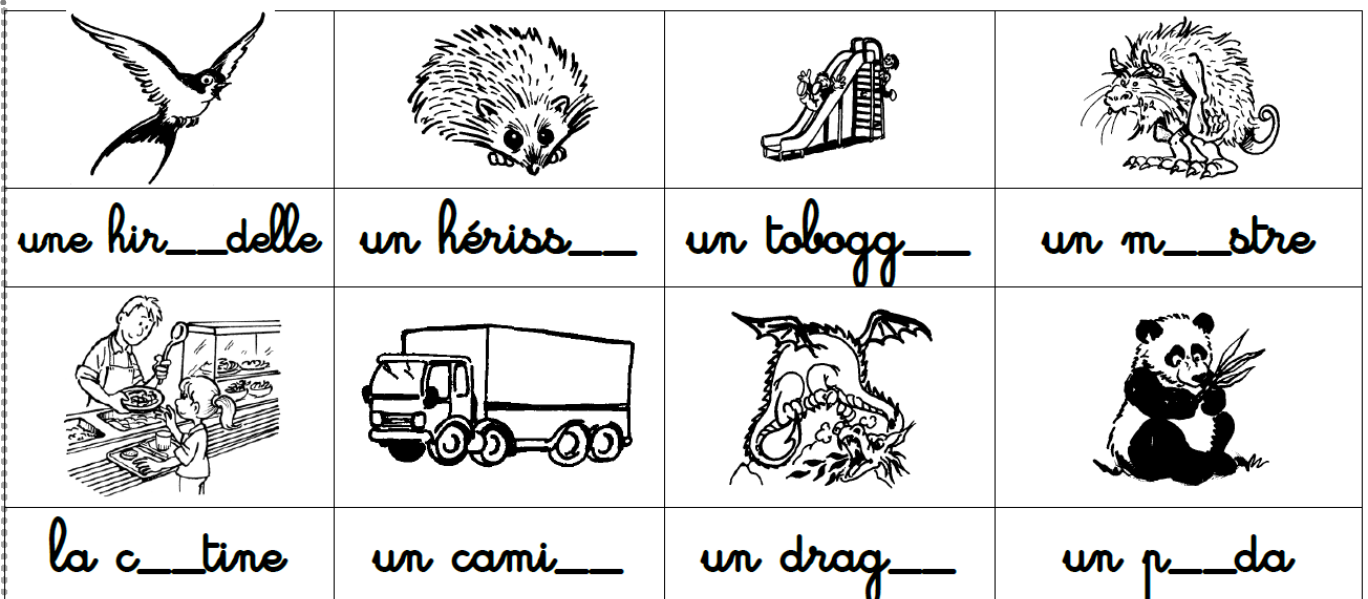 une hir__delle un hériss__ un tobogg__ un m__stre
la c__tine un cami__ un drag__ un p__da